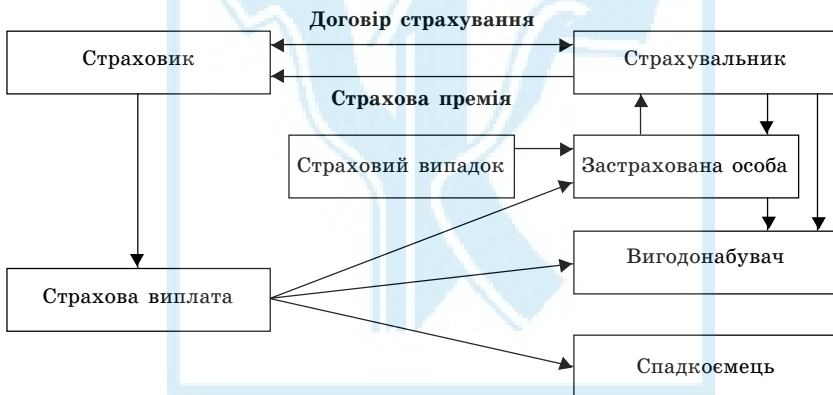 Договір страхування
Страховик
Страхувальник
Страхова премія
Страховий випадок
Застрахована особа
Вигодонабувач
Страхова виплата
Спадкоємець